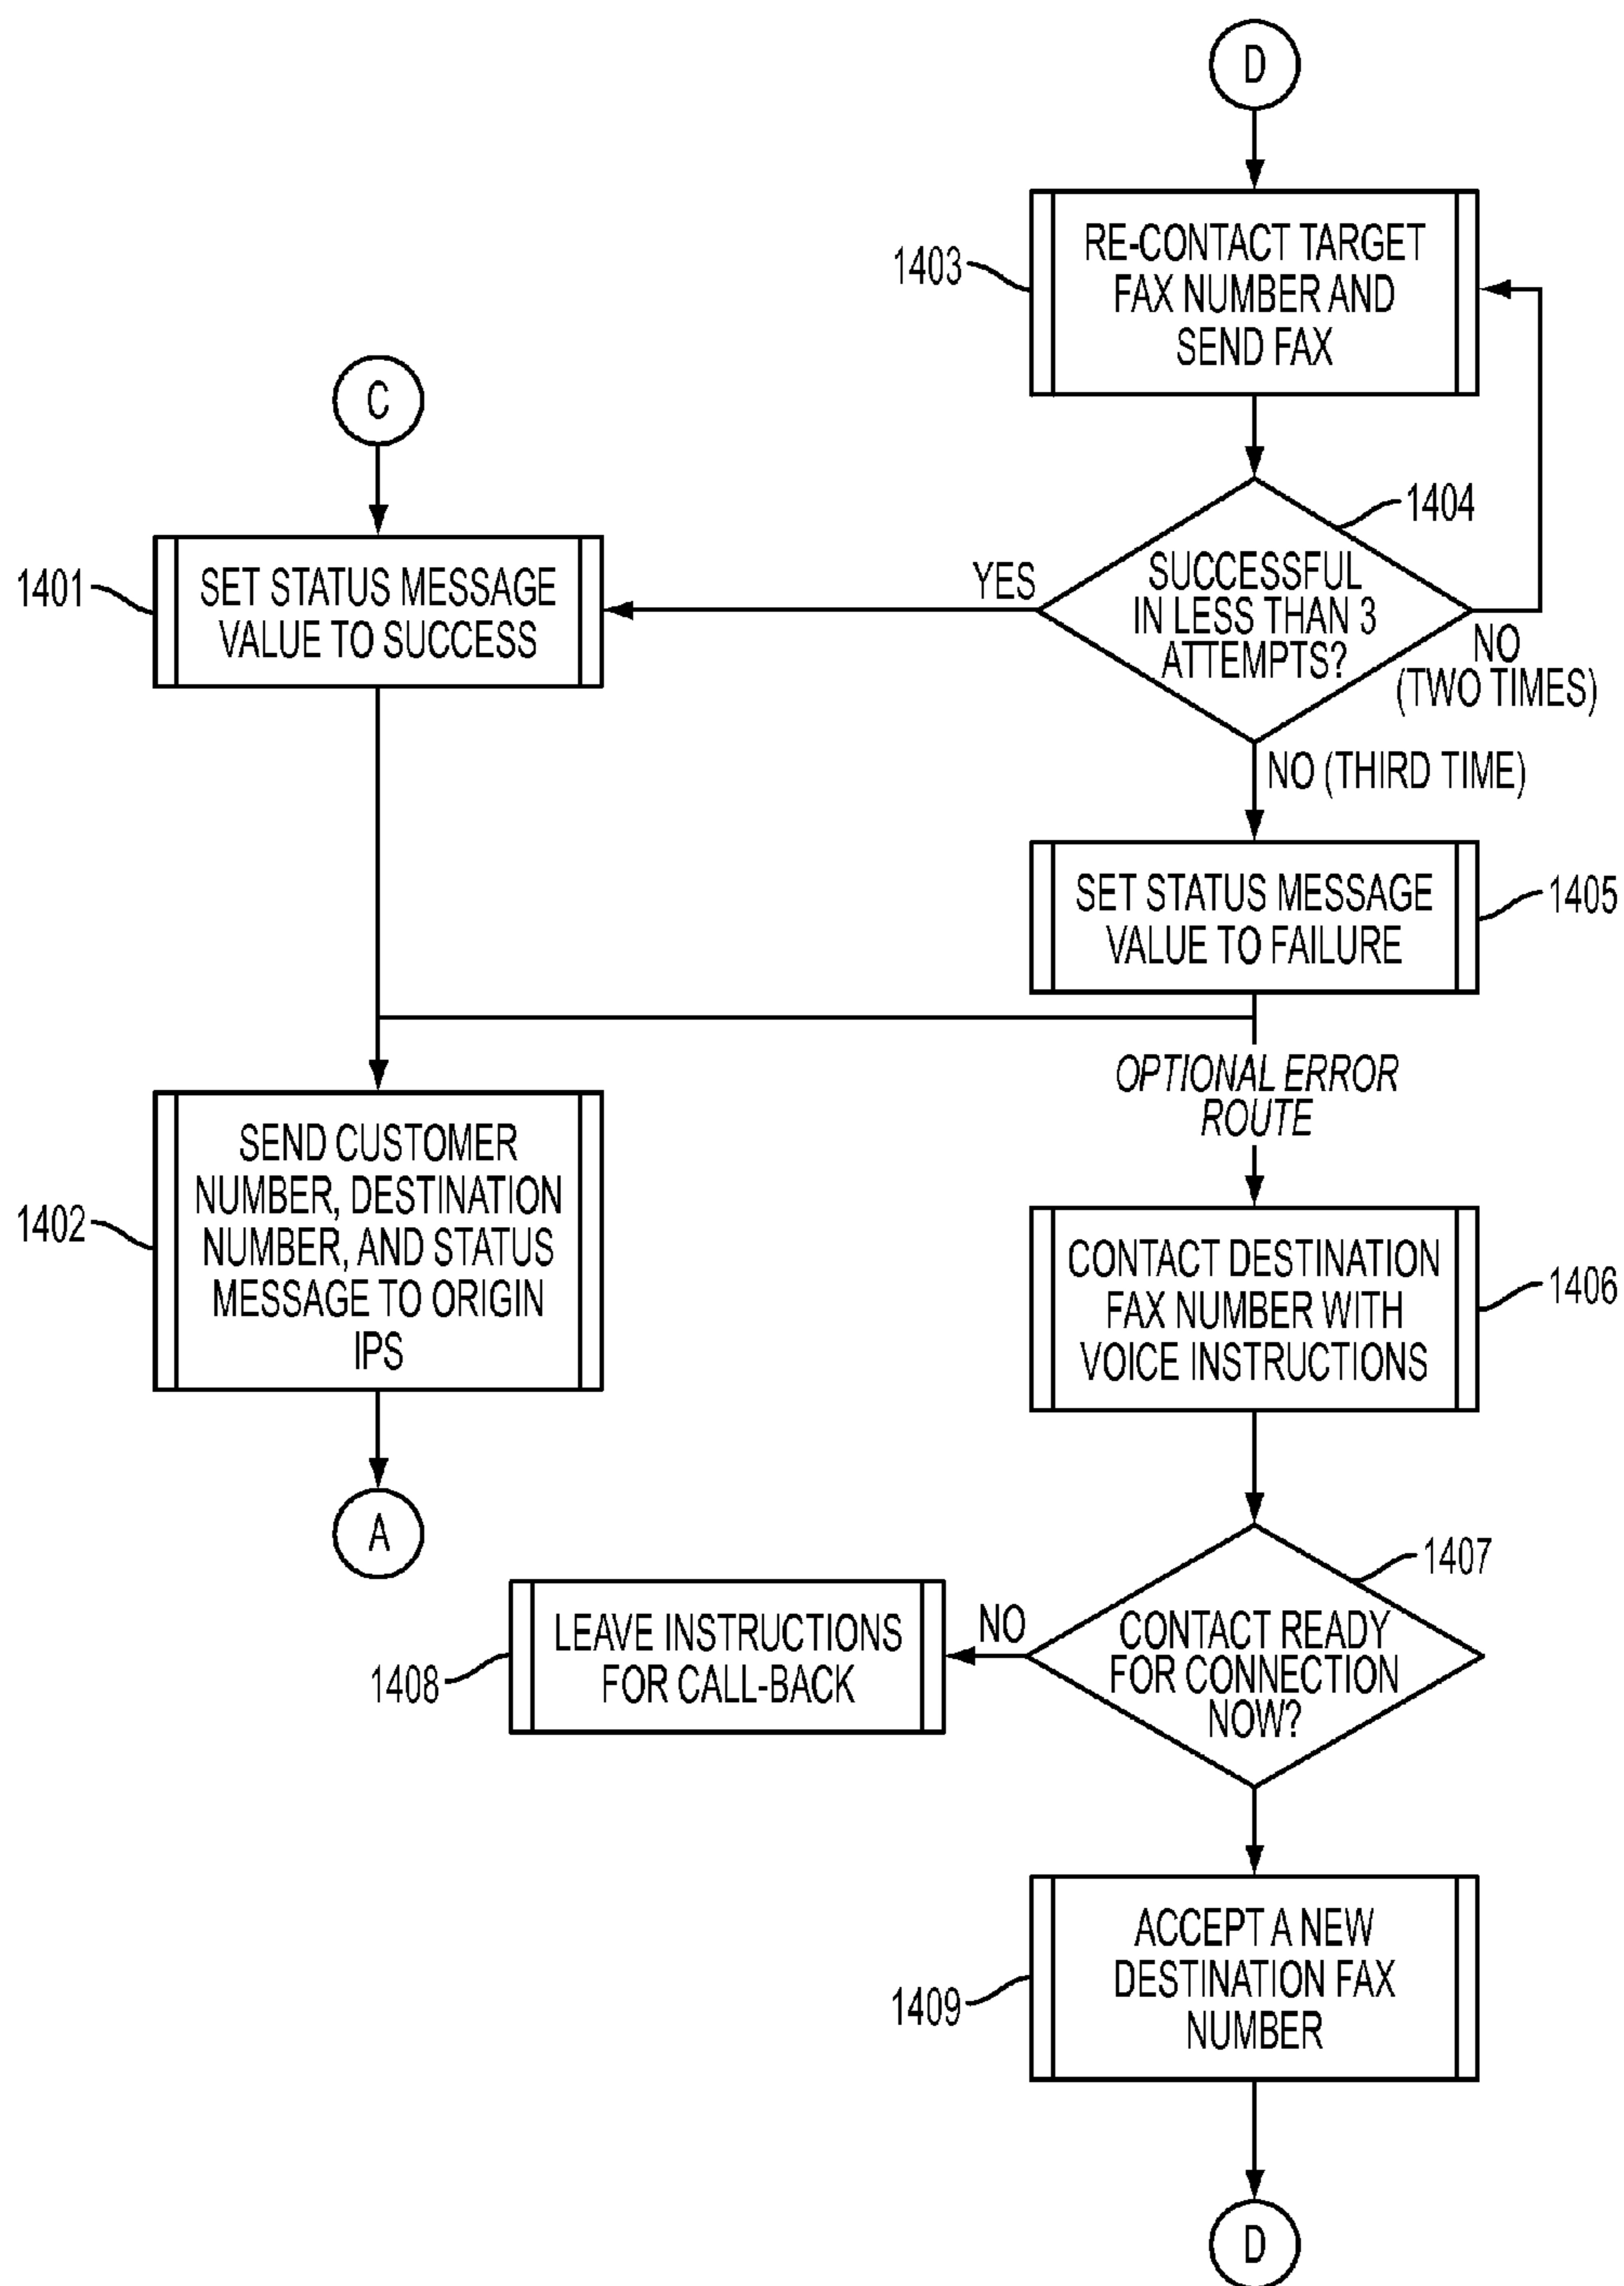 D
1403
RE-CONTACT TARGET
FAX NUMBER AND
SEND FAX
C
1401
SET STATUS MESSAGE
VALUE TO SUCCESS
YES
1404
SUCCESSFUL
IN LESS THAN 3
ATTEMPTS?
NO
(TWO TIMES)
NO (THIRD TIME)
SET STATUS MESSAGE
VALUE TO FAILURE
1405
OPTIONAL ERROR
ROUTE
1402
SEND CUSTOMER
NUMBER, DESTINATION
NUMBER, AND STATUS
MESSAGE TO ORIGIN
IPS
CONTACT DESTINATION
FAX NUMBER WITH
VOICE INSTRUCTIONS
1406
A
1407
CONTACT READY
FOR CONNECTION
NOW?
NO
LEAVE INSTRUCTIONS
FOR CALL-BACK
1408
1409
ACCEPT A NEW
DESTINATION FAX
NUMBER
D